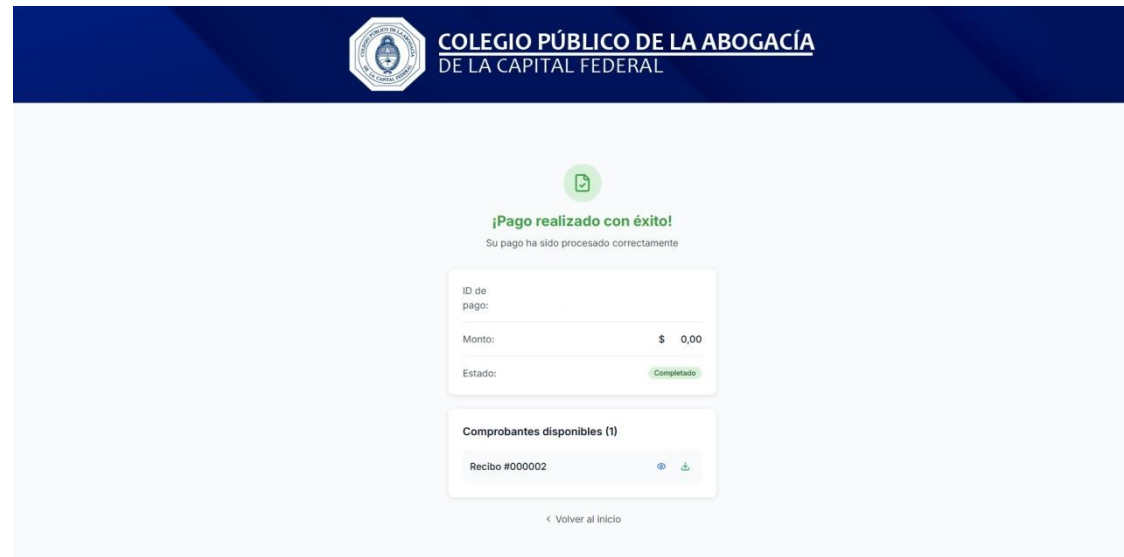 COLEGIO PÚBLICO DE LA ABOGACÍA
DE LA CAPITAL FEDERAL
¡Pago realizado con éxito!
Su pago ha sido procesado correctamente
ID de
pago:
Monto: $ 0,00
Estado: Completado
Comprobantes disponibles (1)
Recibo #000002
< Volver al inicio